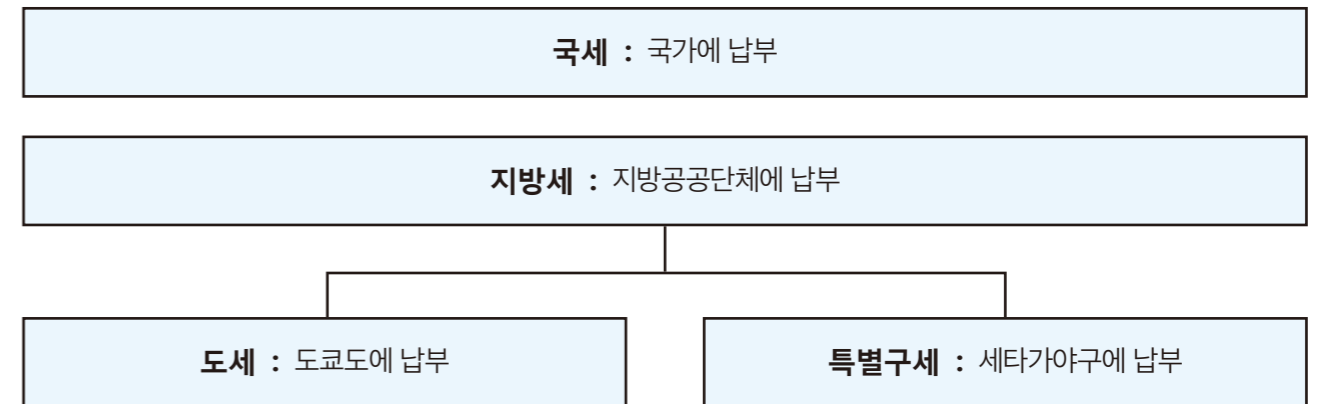 국세 : 국가에 납부
지방세 : 지방공공단체에 납부
도세 : 도쿄도에 납부
특별구세 : 세타가야구에 납부